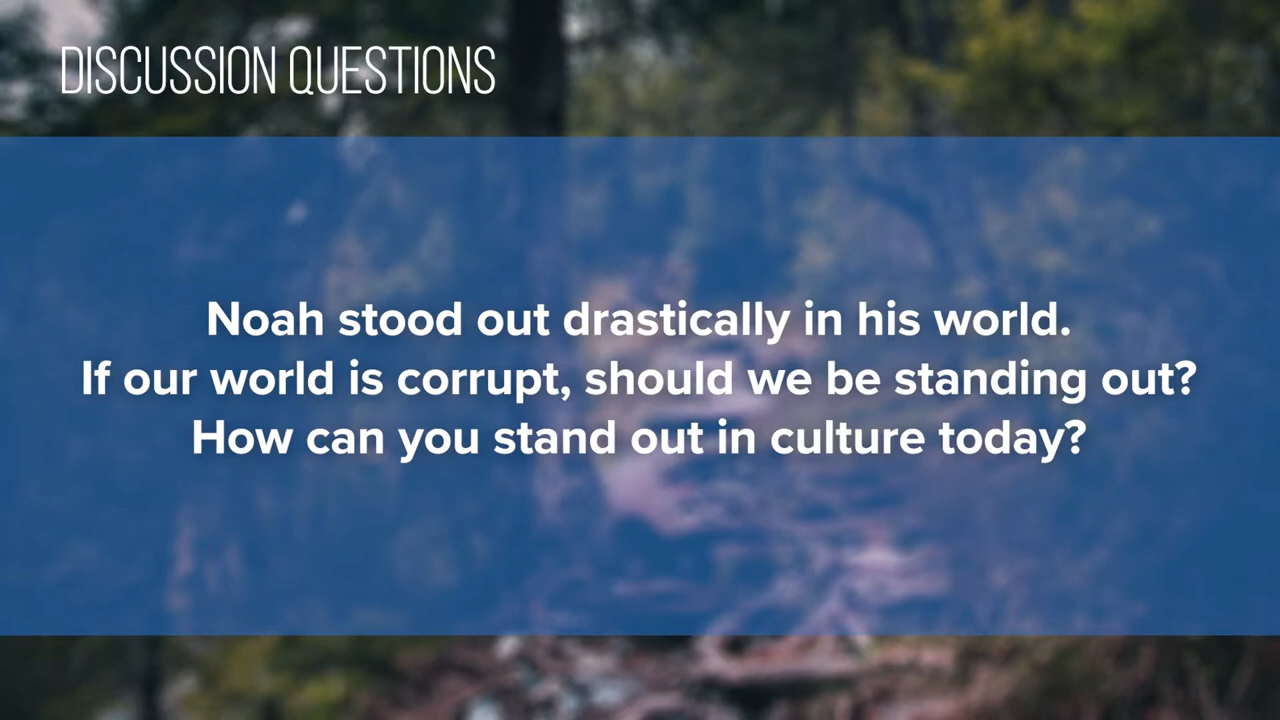 DISCUSSION QUESTIONS
Noah stood out drastically in his world.
If our world is corrupt, should we be standing out?
How can you stand out in culture today?